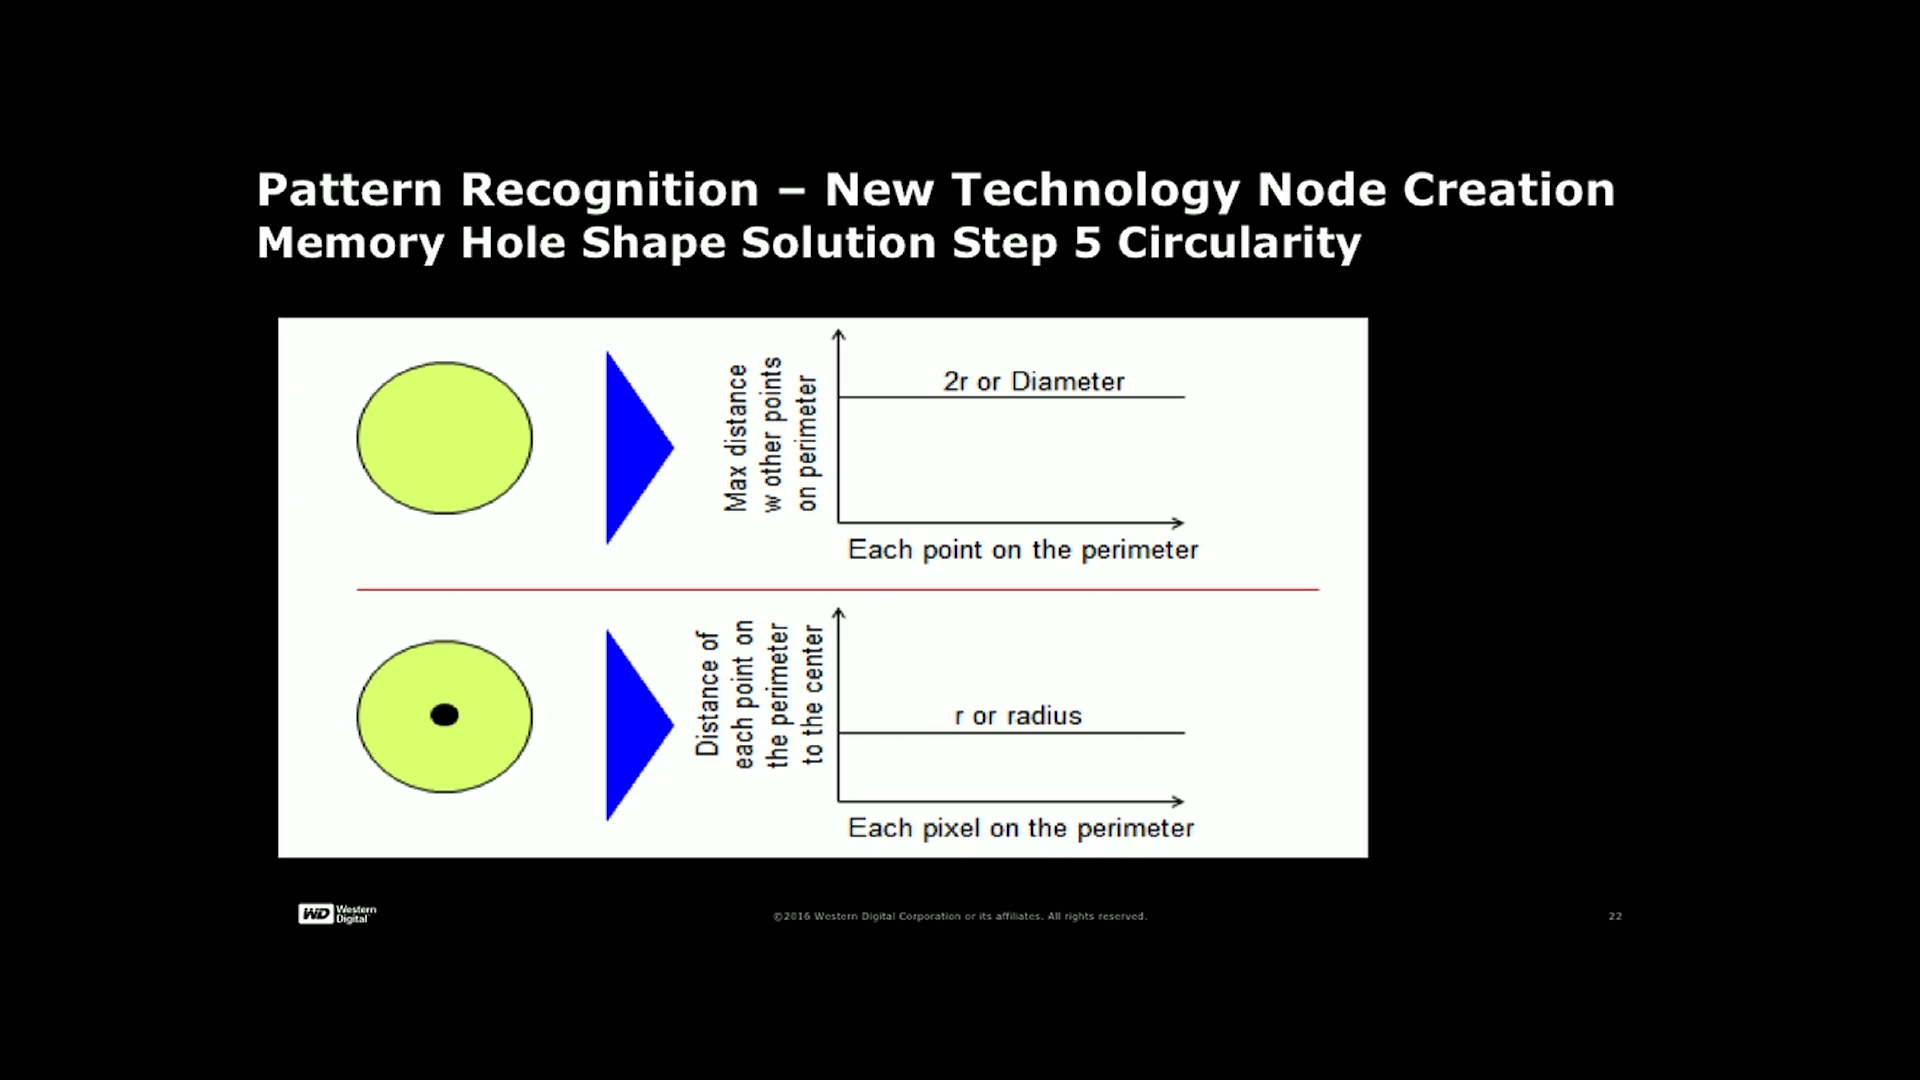 Pattern Recognition – New Technology Node Creation
Memory Hole Shape Solution Step 5 Circularity
Max distance
w other points
on perimeter
2r or Diameter
Each point on the perimeter
Distance of
each point on
the perimeter
to the center
r or radius
Each pixel on the perimeter
WD
Western
Digital
©2016 Western Digital Corporation or its affiliates. All rights reserved.
22